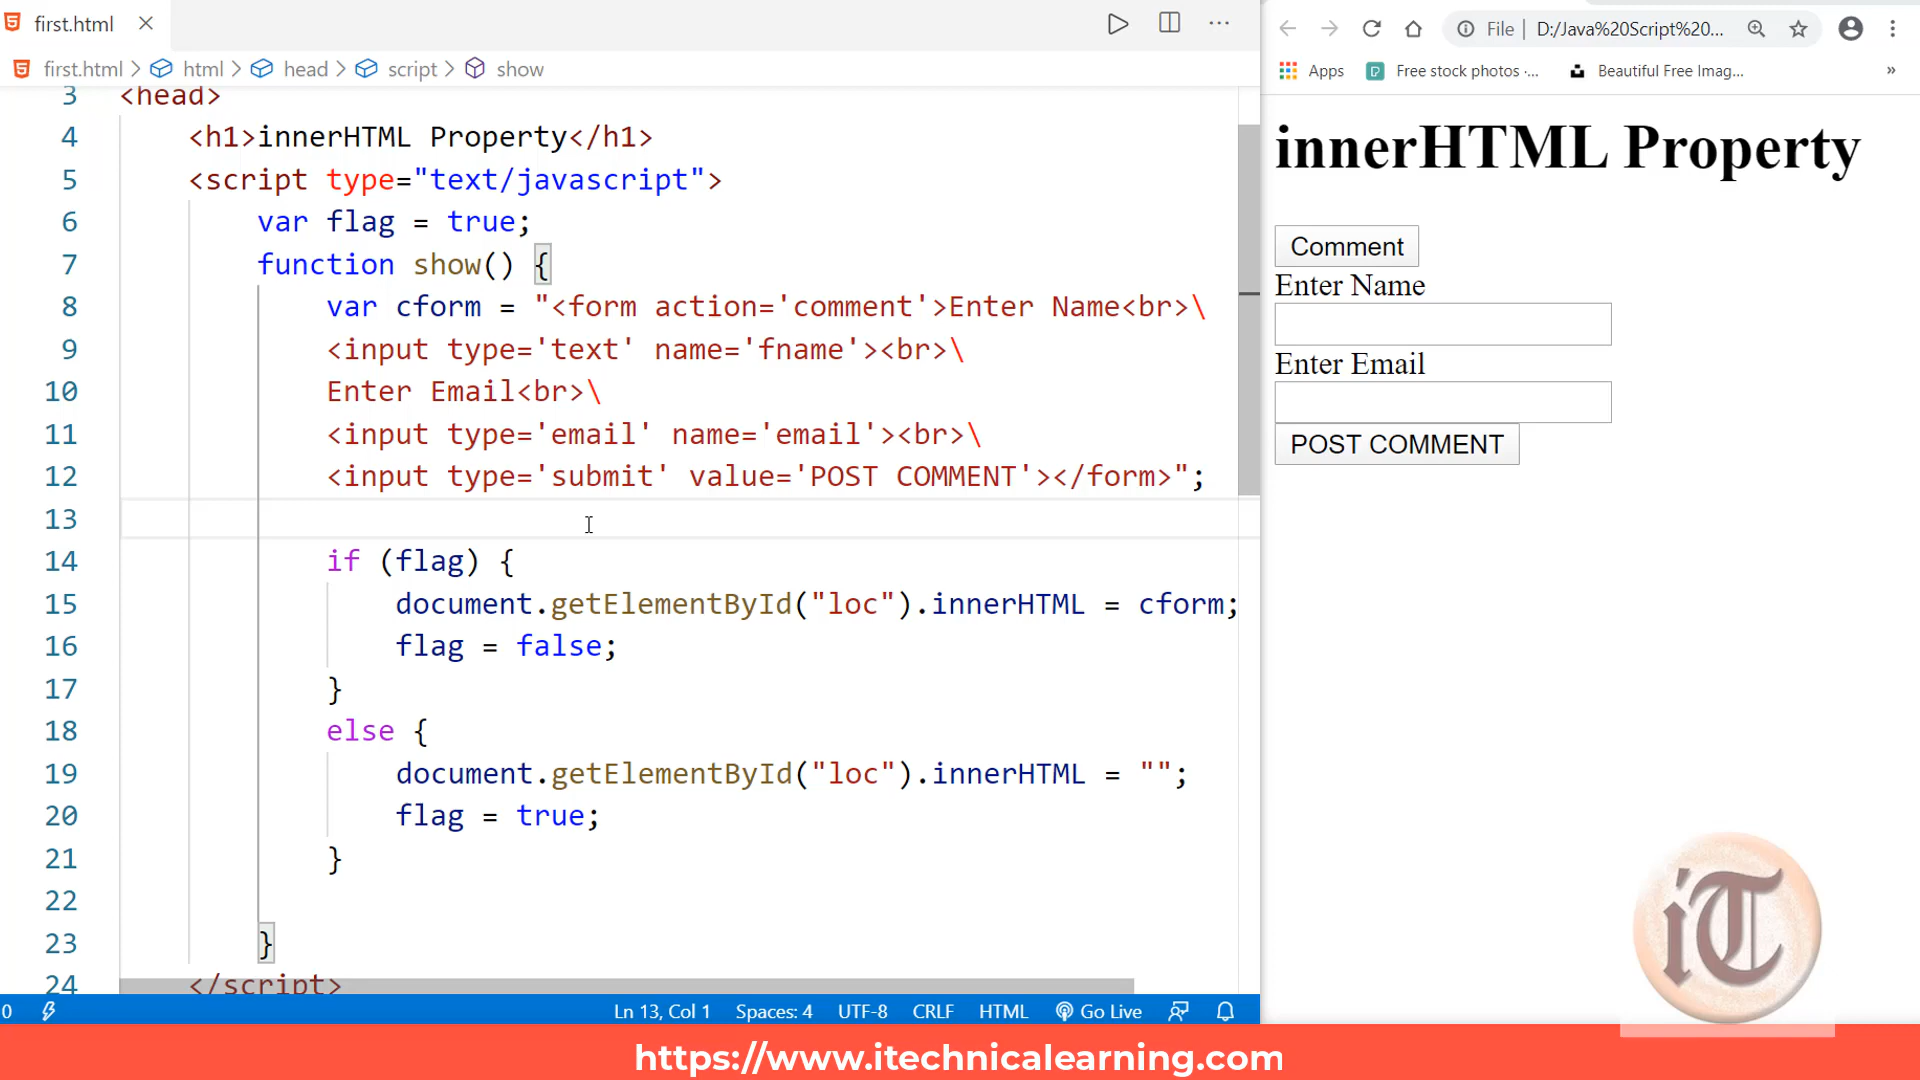 first.html
first.html > html > head > script > show
3 <head>
4 <h1>innerHTML Property</h1>
5 <script type="text/javascript">
6 var flag = true;
7 function show() {
8 var cform = "<form action='comment'>Enter Name<br>\
9 <input type='text' name='fname'><br>\
10 Enter Email<br>\
11 <input type='email' name='email'><br>\
12 <input type='submit' value='POST COMMENT'></form>";
13
14 if (flag) {
15 document.getElementById("loc").innerHTML = cform;
16 flag = false;
17 }
18 else {
19 document.getElementById("loc").innerHTML = "";
20 flag = true;
21 }
22
23 }
24 </script>
0 Ln 13, Col 1 Spaces: 4 UTF-8 CRLF HTML Go Live
File | D:/Java%20Script%20...
Apps Free stock photos ·... Beautiful Free Imag... »
innerHTML Property
Comment
Enter Name
Enter Email
POST COMMENT
iT
https://www.itechnicalearning.com